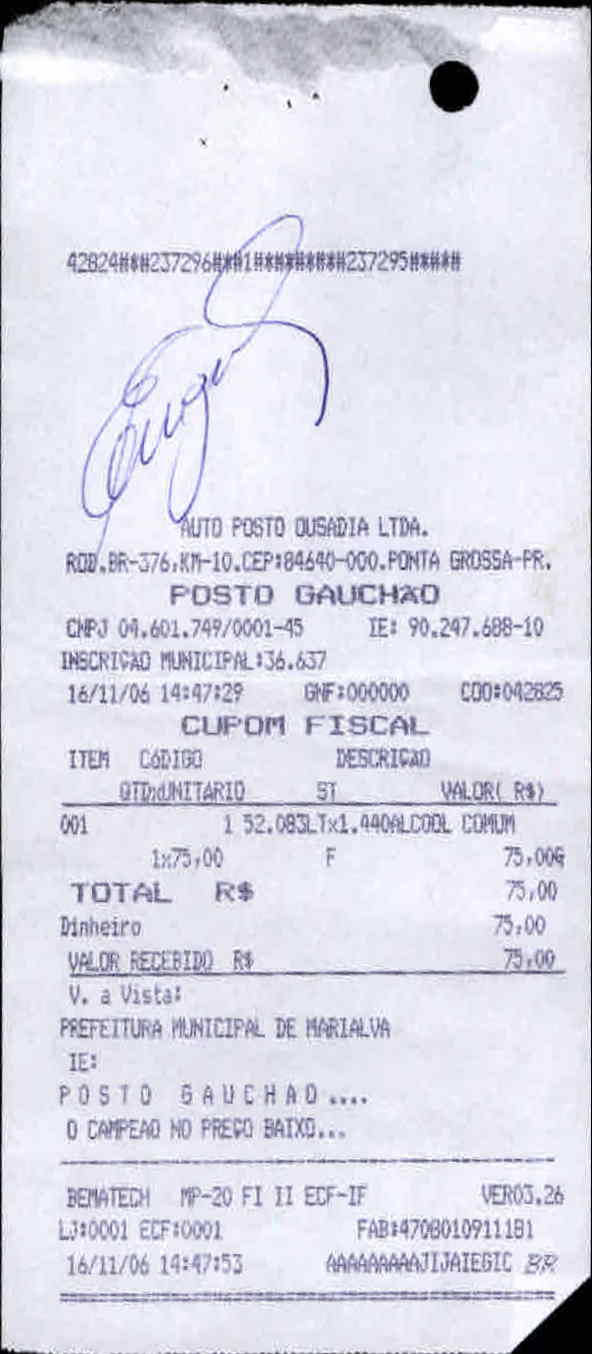 42824#*#237296#*#1#*#*#*#*#237295#*#*#
AUTO POSTO OUSADIA LTDA.
ROD.BR-376,KM-10.CEP:84640-000.PONTA GROSSA-PR.
POSTO GAUCHAO
CNPJ 04.601.749/0001-45 IE: 90.247.688-10
INSCRIÇAO MUNICIPAL:36.637
16/11/06 14:47:29 GNF:000000 COO:042825
CUPOM FISCAL
ITEM CóDIGO DESCRIÇAO
QTDxUNITARIO ST VALOR( R$)
001 1 52.083LTx1.440ALCOOL COMUM
1x75,00 F 75,00G
TOTAL R$ 75,00
Dinheiro 75,00
VALOR RECEBIDO R$ 75,00
V. a Vista:
PREFEITURA MUNICIPAL DE MARIALVA
IE:
POSTO GAUCHAO....
O CAMPEAO NO PREÇO BAIXO...
BEMATECH MP-20 FI II ECF-IF VER03.26
LJ:0001 ECF:0001 FAB:4708010911181
16/11/06 14:47:53 AAAAAAAAAJIJAIEGIC BR